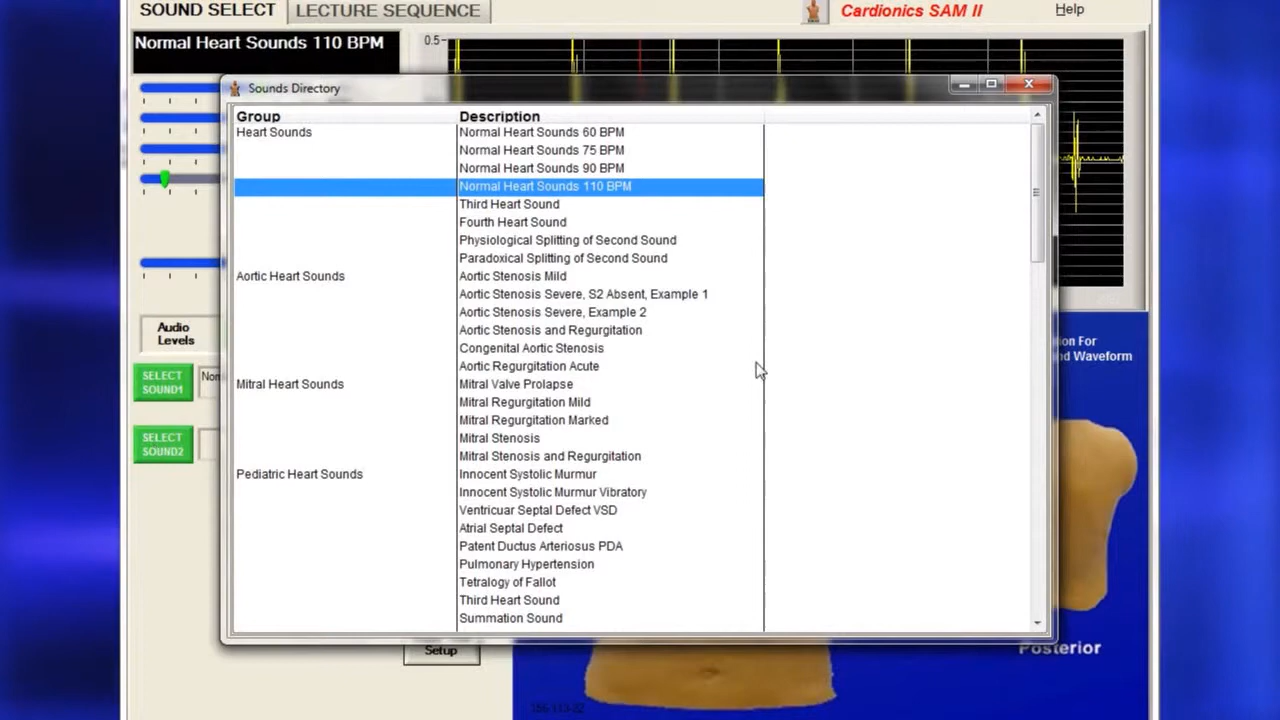 SOUND SELECT LECTURE SEQUENCE Cardionics SAM II Help
Normal Heart Sounds 110 BPM 0.5-
Sounds Directory
Group Description
Heart Sounds Normal Heart Sounds 60 BPM
Normal Heart Sounds 75 BPM
Normal Heart Sounds 90 BPM
Normal Heart Sounds 110 BPM
Third Heart Sound
Fourth Heart Sound
Physiological Splitting of Second Sound
Paradoxical Splitting of Second Sound
Aortic Heart Sounds Aortic Stenosis Mild
Aortic Stenosis Severe, S2 Absent, Example 1
Aortic Stenosis Severe, Example 2
Aortic Stenosis and Regurgitation
Congenital Aortic Stenosis
Aortic Regurgitation Acute
Mitral Heart Sounds Mitral Valve Prolapse
Mitral Regurgitation Mild
Mitral Regurgitation Marked
Mitral Stenosis
Mitral Stenosis and Regurgitation
Pediatric Heart Sounds Innocent Systolic Murmur
Innocent Systolic Murmur Vibratory
Ventricuar Septal Defect VSD
Atrial Septal Defect
Patent Ductus Arteriosus PDA
Pulmonary Hypertension
Tetralogy of Fallot
Third Heart Sound
Summation Sound
Audio
Levels
SELECT
SOUND1
SELECT
SOUND2
on For
nd Waveform
Setup
Posterior